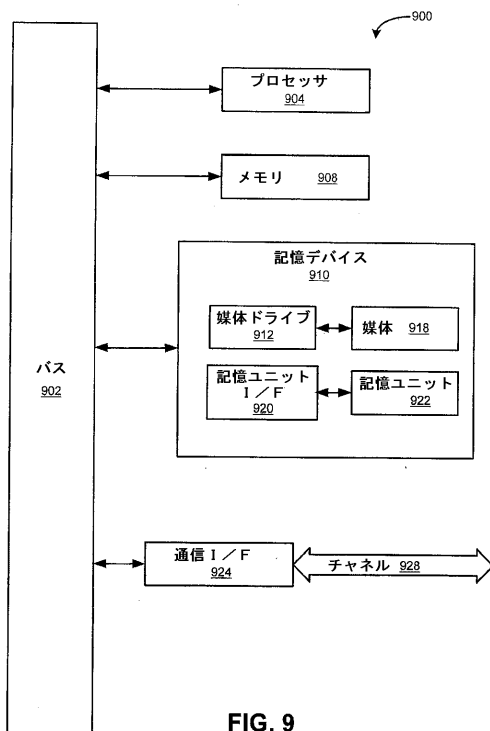 900
プロセッサ
904
メモリ 908
記憶デバイス
910
媒体ドライブ
912
媒体 918
記憶ユニット
I/F
920
記憶ユニット
922
バス
902
通信I/F
924
チャネル 928
FIG. 9